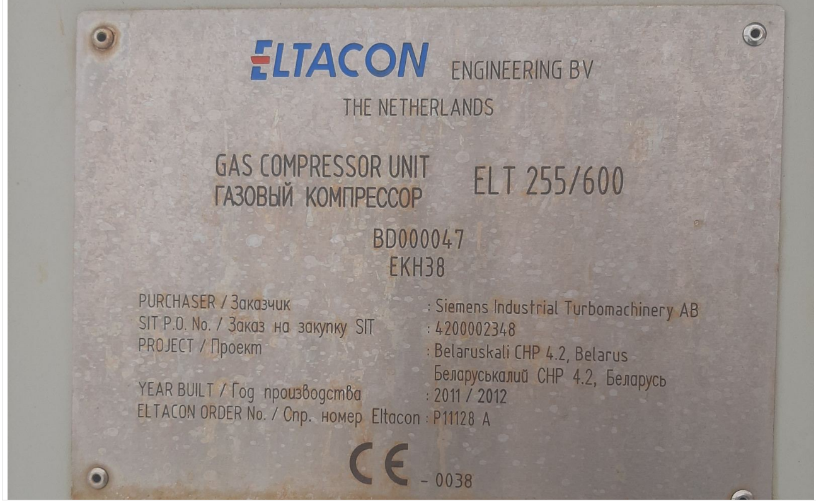 ELTACON ENGINEERING BV
THE NETHERLANDS
GAS COMPRESSOR UNIT
ГАЗОВЫЙ КОМПРЕССОР
ELT 255/600
BD000047
EKH38
PURCHASER / Заказчик : Siemens Industrial Turbomachinery AB
SIT P.O. No. / Заказ на закупку SIT : 4200002348
PROJECT / Проект : Belaruskali CHP 4.2, Belarus
Беларуськалий CHP 4.2, Беларусь
YEAR BUILT / Год производства : 2011 / 2012
ELTACON ORDER No. / Спр. номер Eltacon : P11128 A
CE - 0038